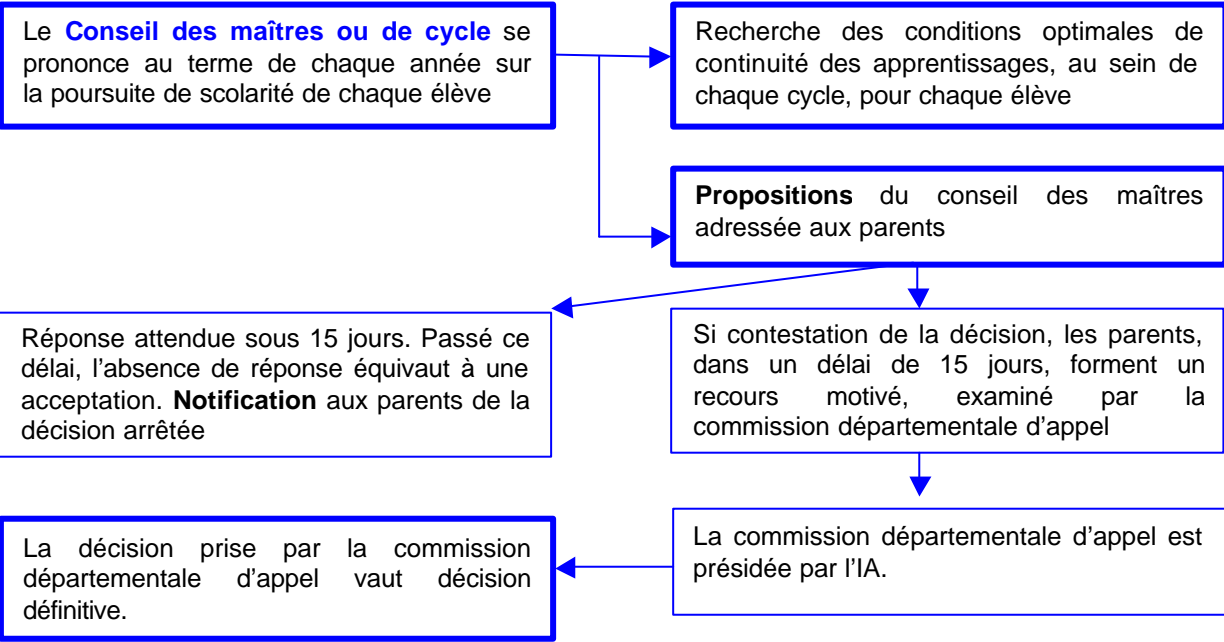 Le Conseil des maîtres ou de cycle se
prononce au terme de chaque année sur
la poursuite de scolarité de chaque élève
Recherche des conditions optimales de
continuité des apprentissages, au sein de
chaque cycle, pour chaque élève
Propositions du conseil des maîtres
adressée aux parents
Réponse attendue sous 15 jours. Passé ce
délai, l'absence de réponse équivaut à une
acceptation. Notification aux parents de la
décision arrêtée
Si contestation de la décision, les parents,
dans un délai de 15 jours, forment un
recours motivé, examiné par la
commission départementale d'appel
La commission départementale d'appel est
présidée par l'IA.
La décision prise par la commission
départementale d'appel vaut décision
définitive.